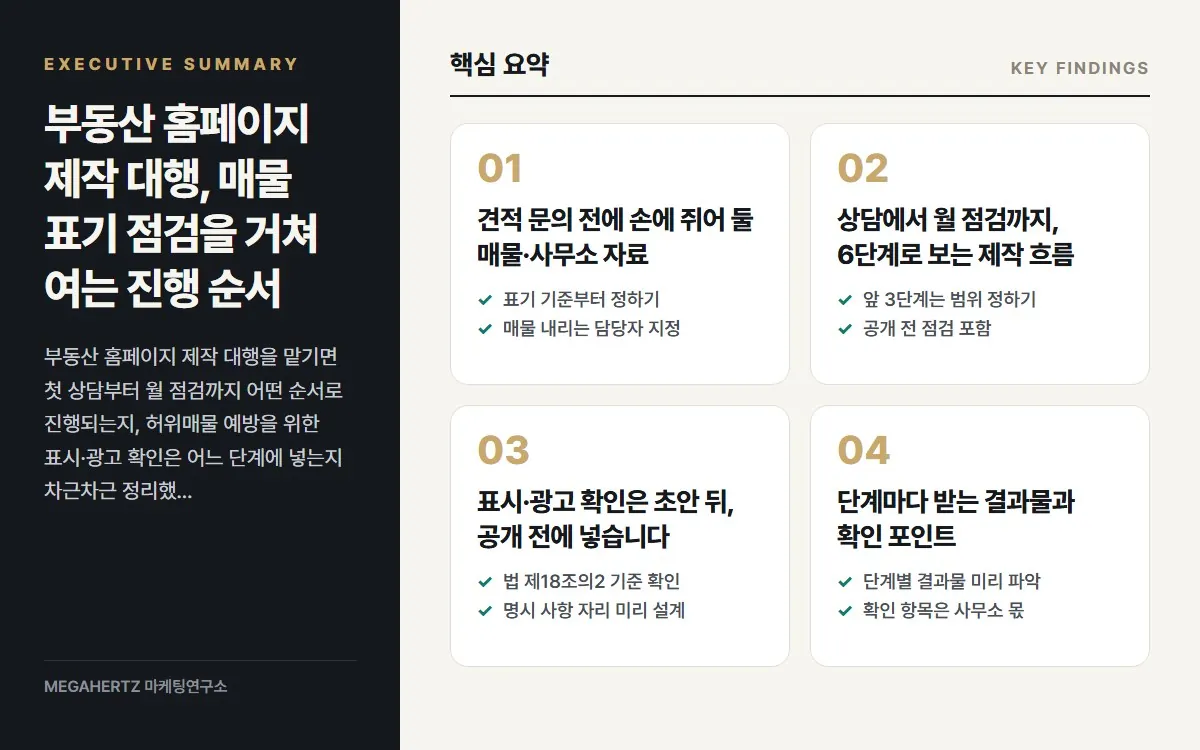 EXECUTIVE SUMMARY
부동산 홈페이지
제작 대행, 매물
표기 점검을 거쳐
여는 진행 순서
부동산 홈페이지 제작 대행을 맡기면
첫 상담부터 월 점검까지 어떤 순서로
진행되는지, 허위매물 예방을 위한
표시·광고 확인은 어느 단계에 넣는지
차근차근 정리했...
MEGAHERTZ 마케팅연구소
핵심 요약
KEY FINDINGS
01
견적 문의 전에 손에 쥐어 둘
매물·사무소 자료
표기 기준부터 정하기
매물 내리는 담당자 지정
02
상담에서 월 점검까지,
6단계로 보는 제작 흐름
앞 3단계는 범위 정하기
공개 전 점검 포함
03
표시·광고 확인은 초안 뒤,
공개 전에 넣습니다
법 제18조의2 기준 확인
명시 사항 자리 미리 설계
04
단계마다 받는 결과물과
확인 포인트
단계별 결과물 미리 파악
확인 항목은 사무소 몫